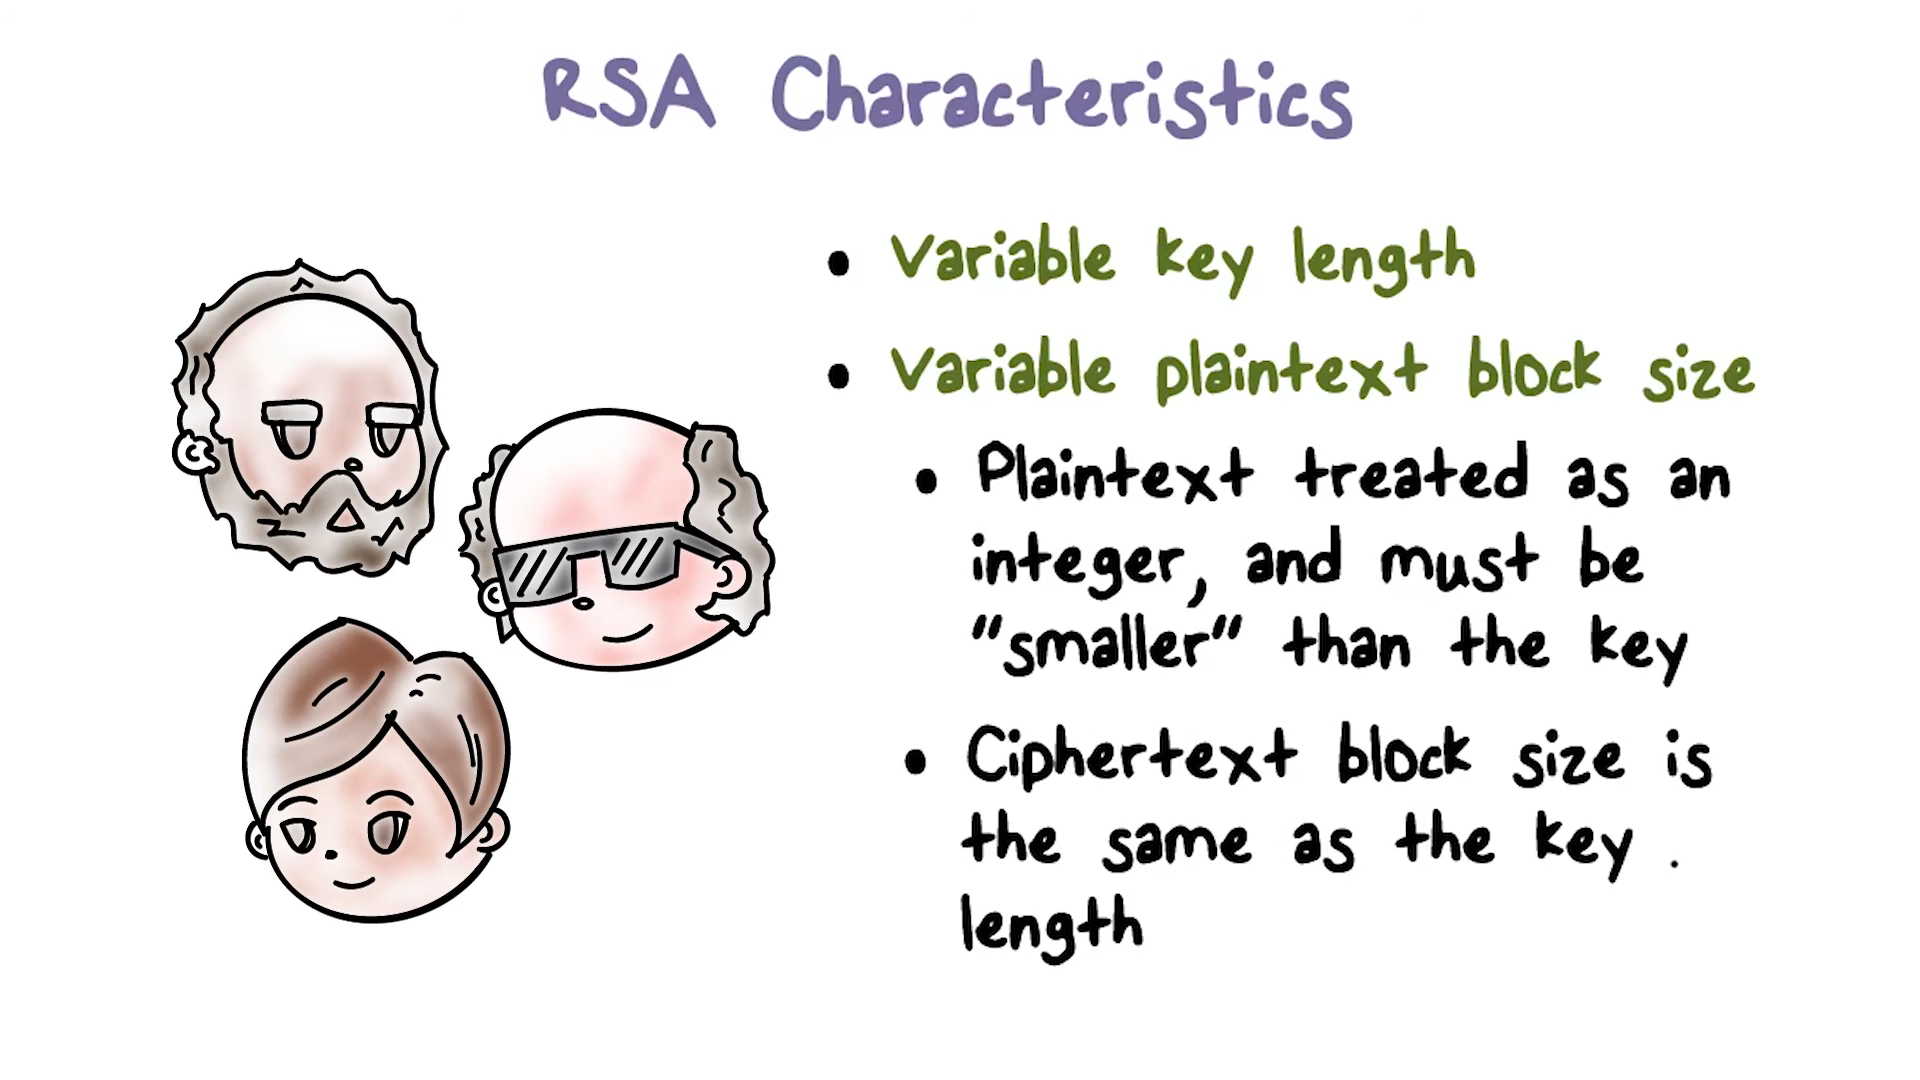 RSA Characteristics
• Variable key length
• Variable plaintext block size
• Plaintext treated as an
integer, and must be
"smaller" than the key
• Ciphertext block size is
the same as the key .
length